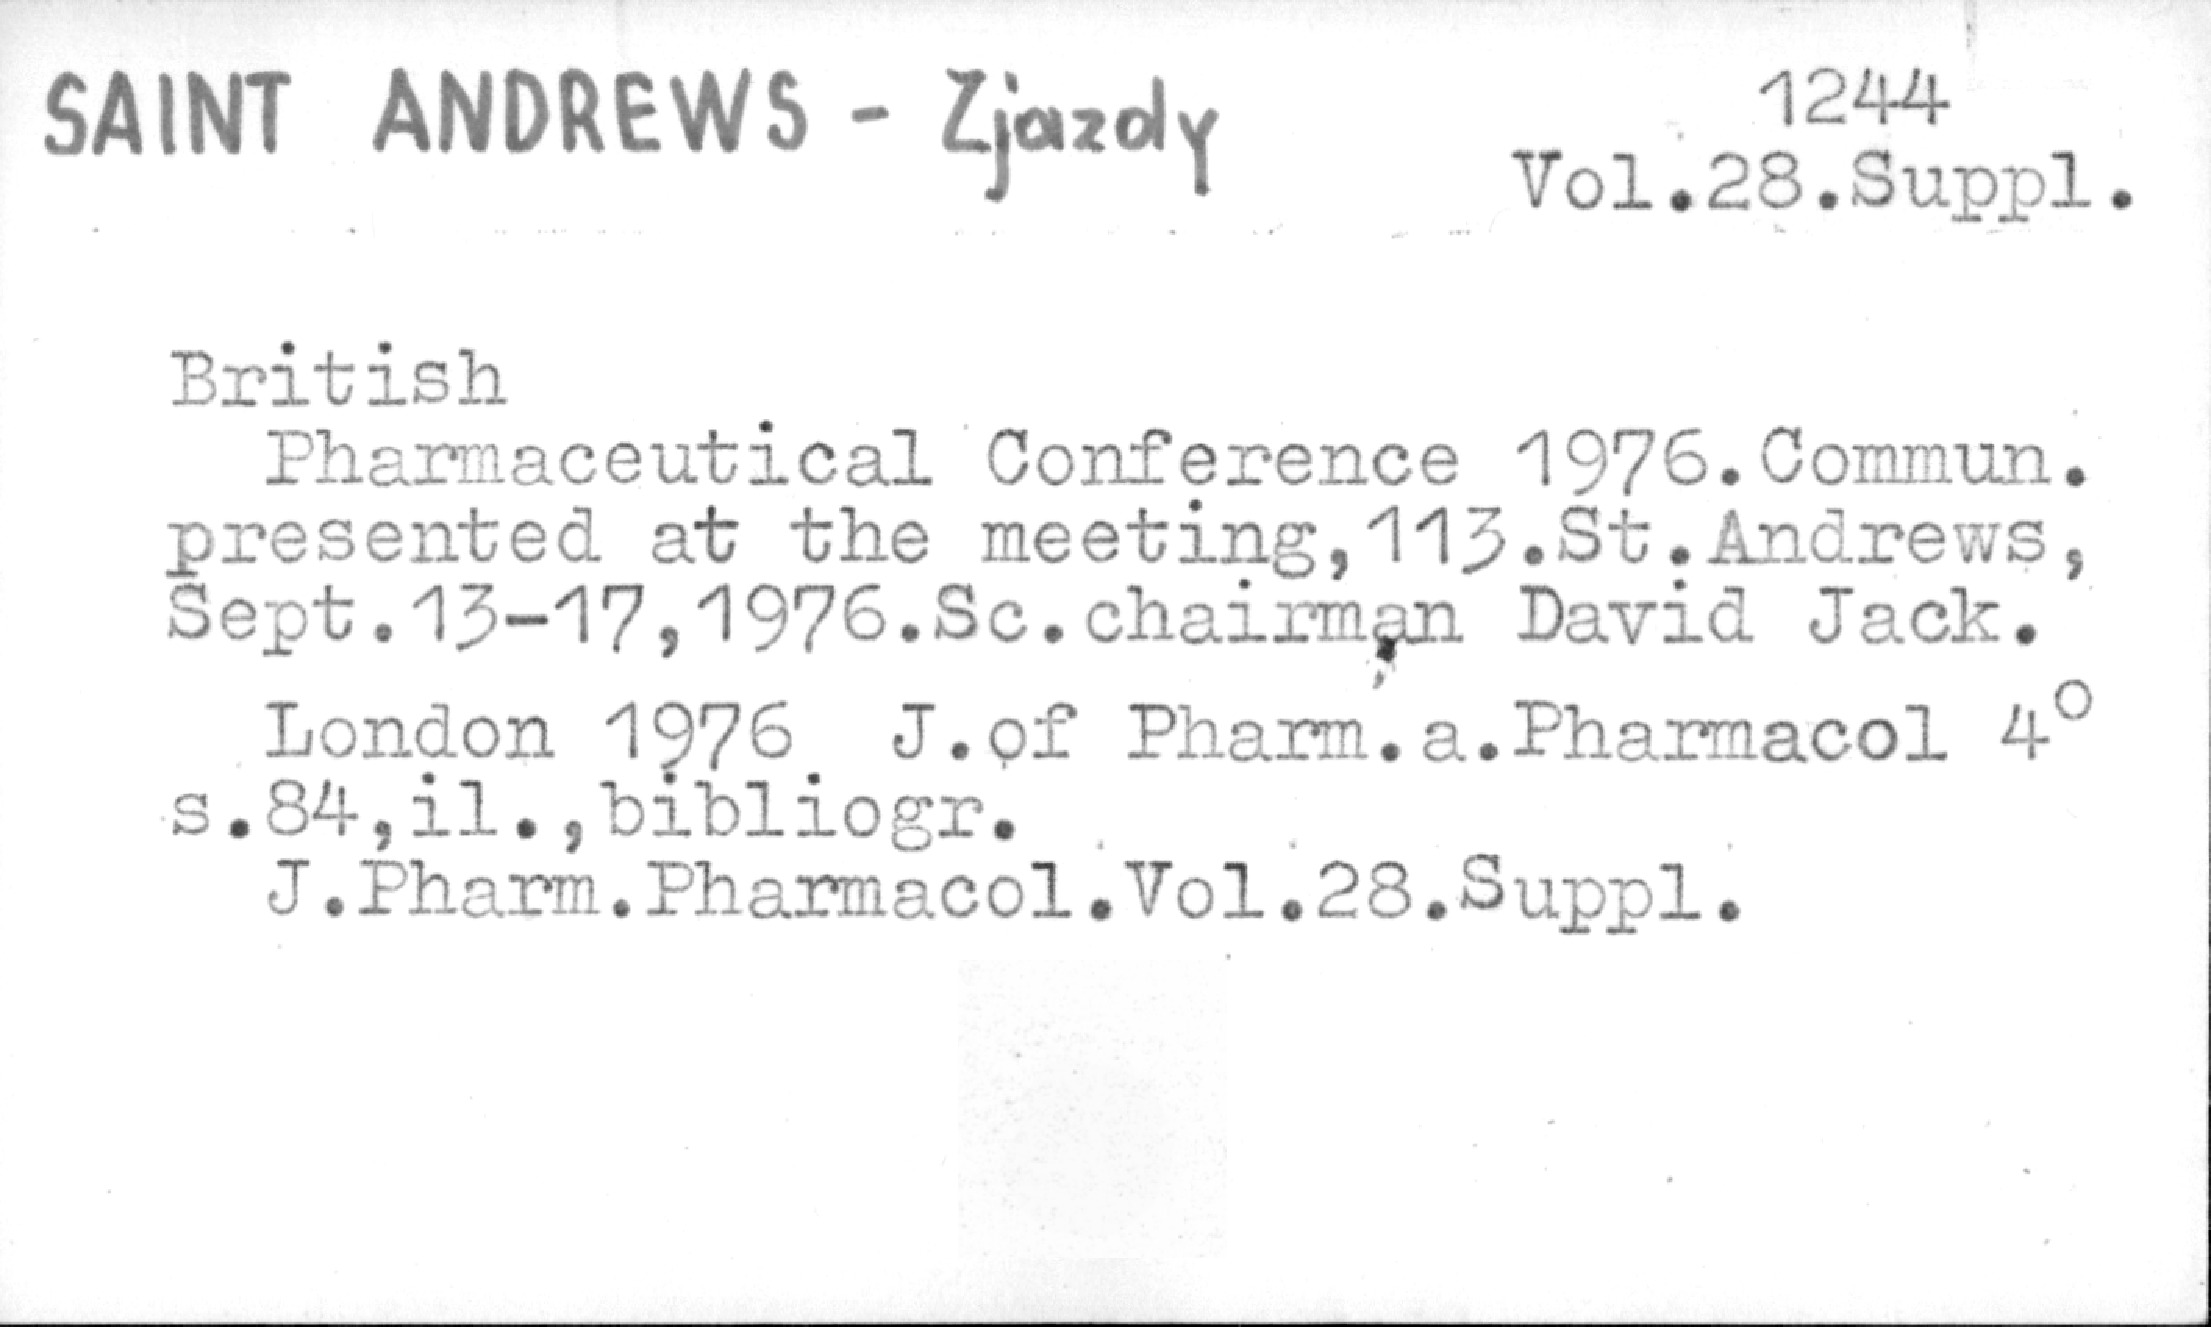 SAINT ANDREWS - Zjazdy
1244
Vol.28.Suppl.
British
Pharmaceutical Conference 1976.Commun.
presented at the meeting,113.St.Andrews,
Sept.13-17,1976.Sc.chairman David Jack.
London 1976 J.of Pharm.a.Pharmacol 4°
s.84,il.,bibliogr.
J.Pharm.Pharmacol.Vol.28.Suppl.